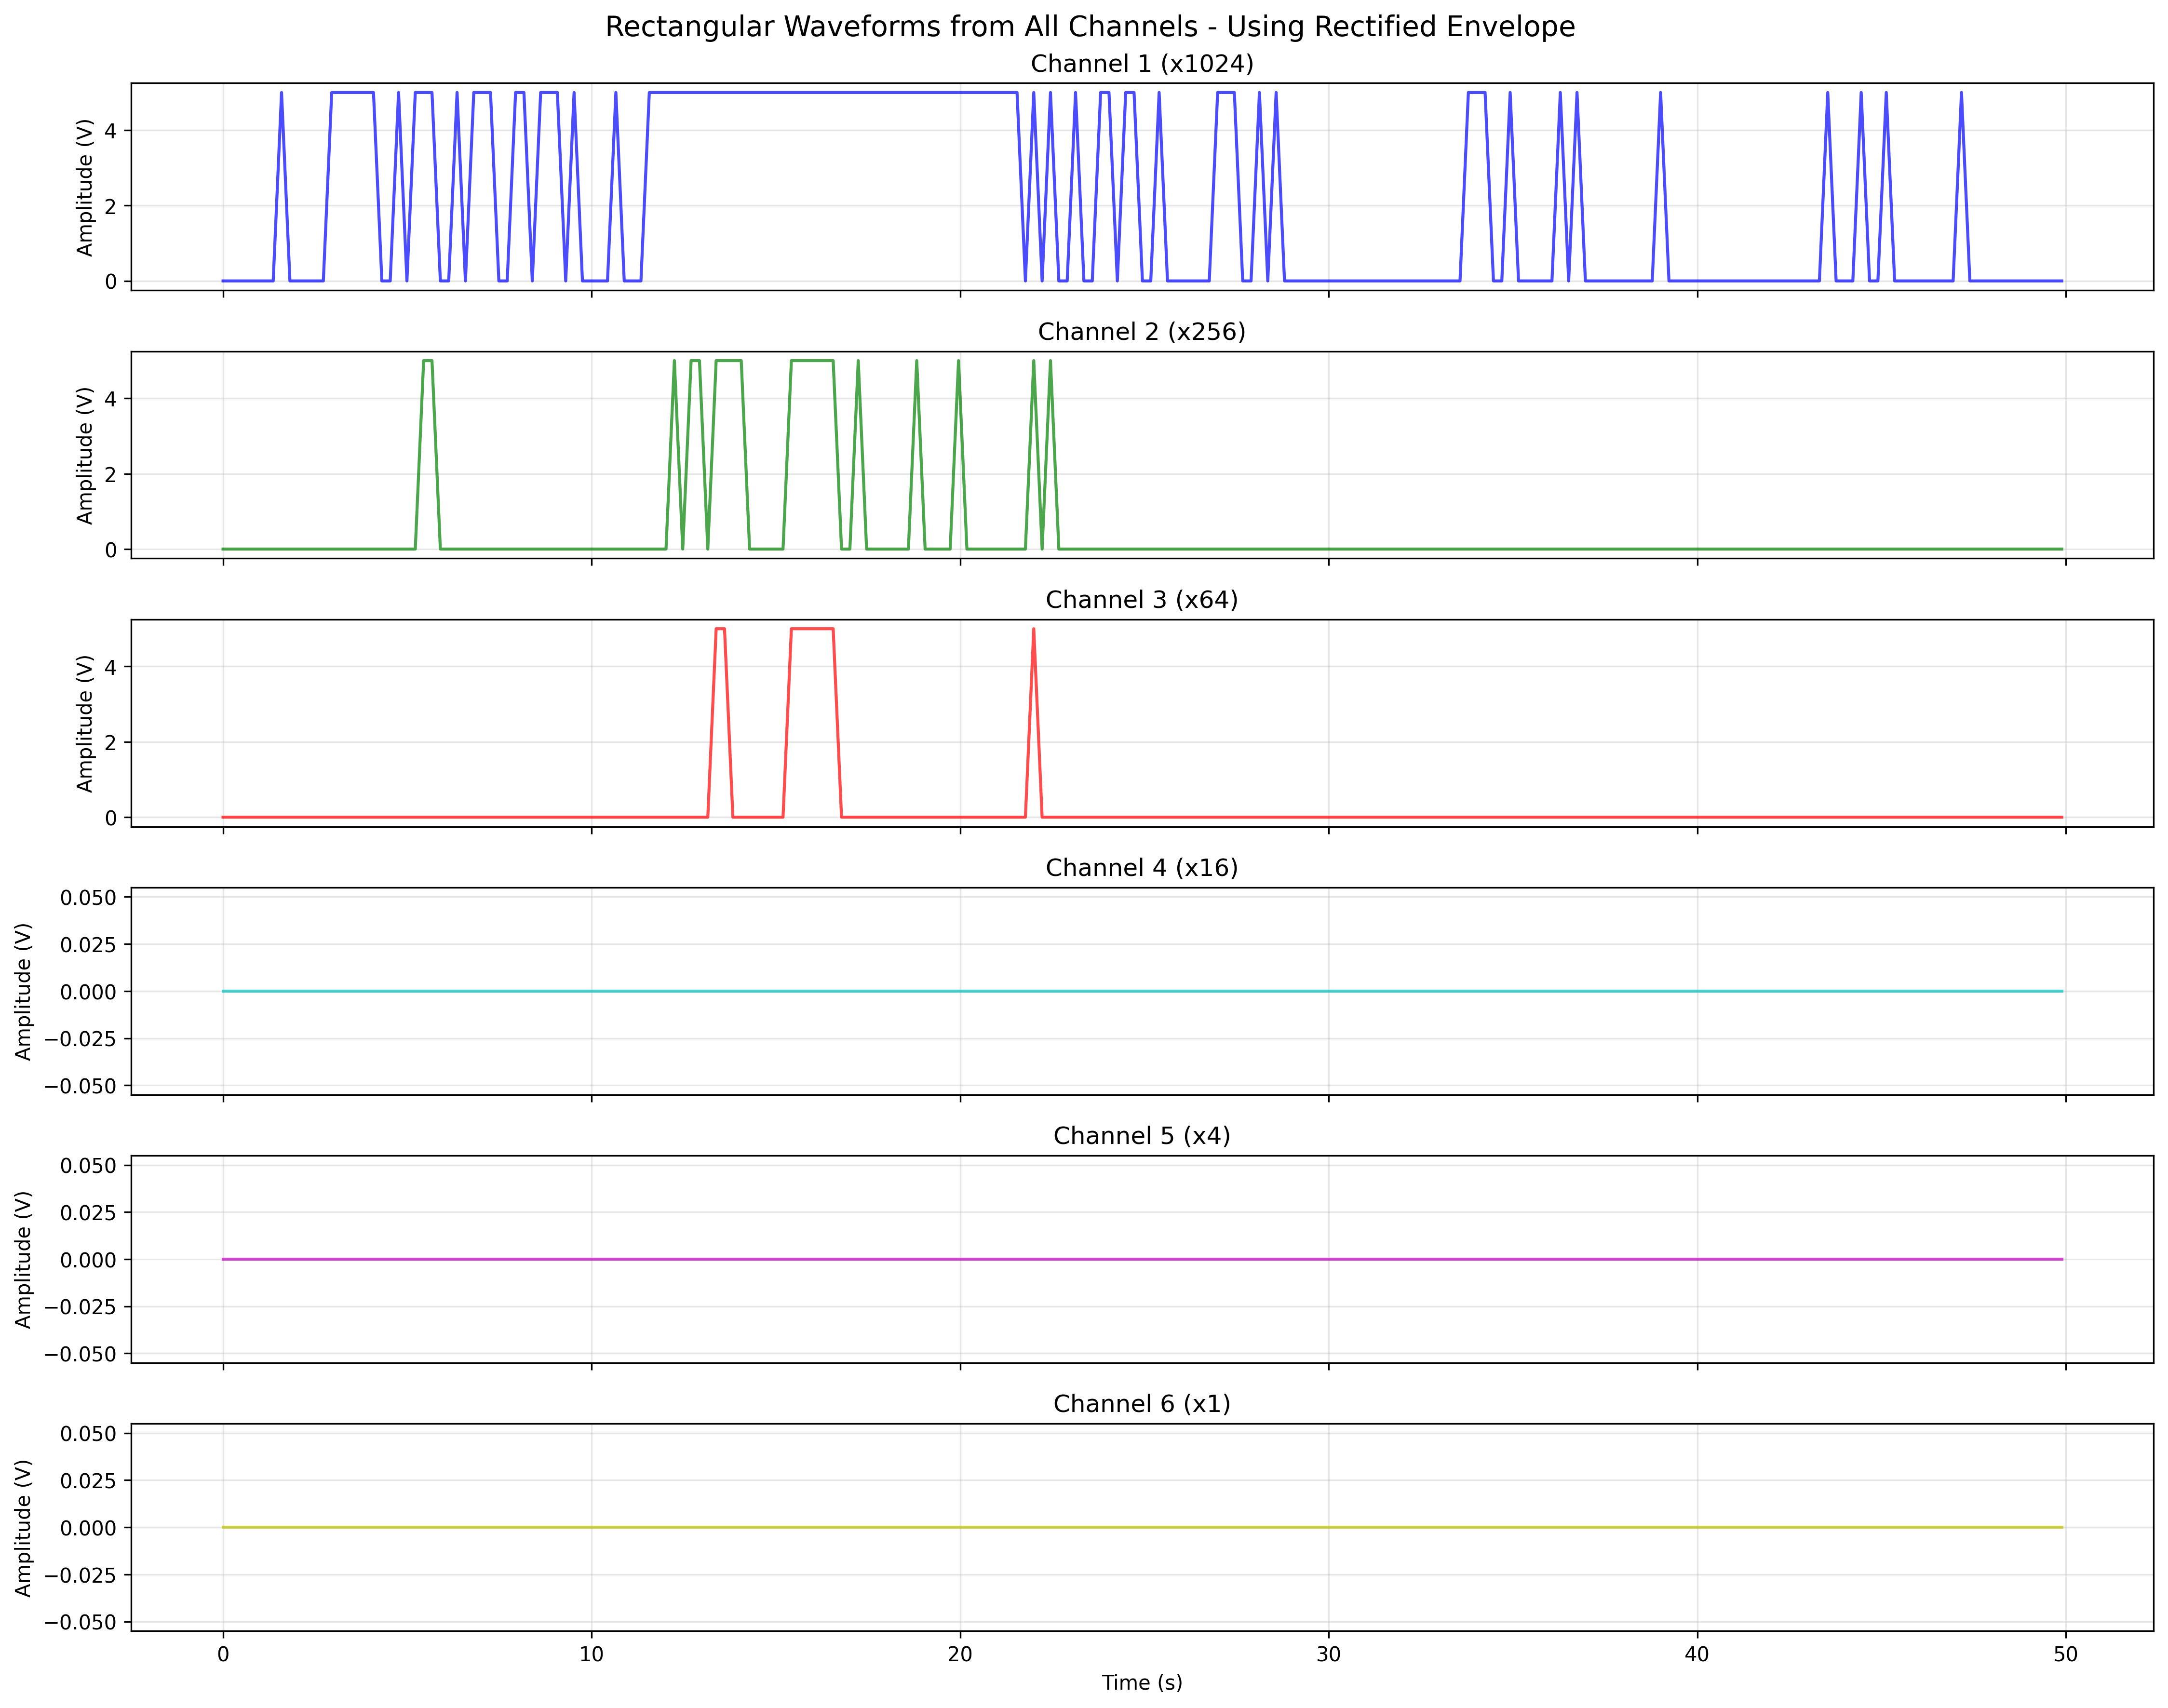 Rectangular Waveforms from All Channels - Using Rectified Envelope
Channel 1 (x1024)
Amplitude (V)
4
2
0
Channel 2 (x256)
Amplitude (V)
4
2
0
Channel 3 (x64)
Amplitude (V)
4
2
0
Channel 4 (x16)
Amplitude (V)
0.050
0.025
0.000
−0.025
−0.050
Channel 5 (x4)
Amplitude (V)
0.050
0.025
0.000
−0.025
−0.050
Channel 6 (x1)
Amplitude (V)
0.050
0.025
0.000
−0.025
−0.050
0 10 20 30 40 50
Time (s)